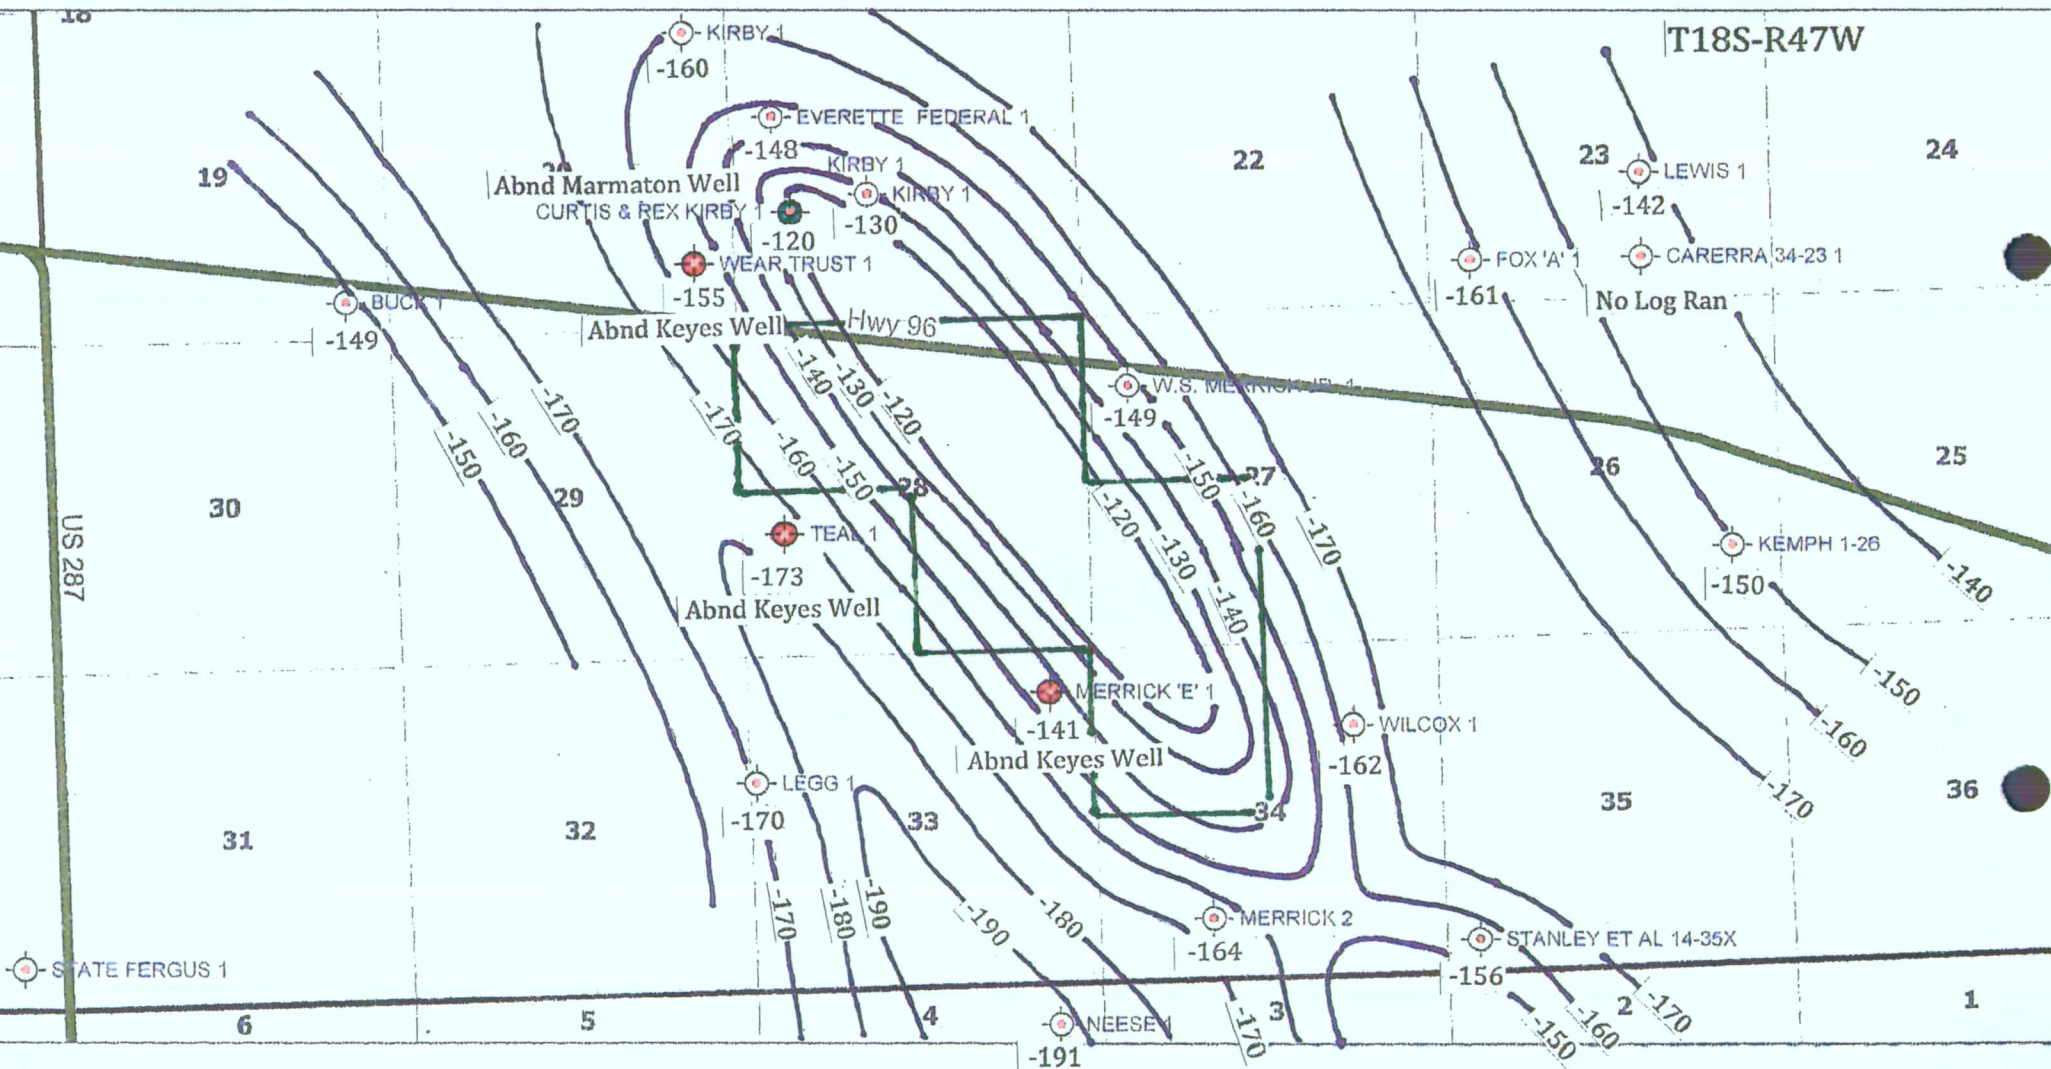 18
T18S-R47W
KIRBY 1
-160
EVERETTE FEDERAL 1
-148
KIRBY 1
KIRBY 1
-130
19
Abnd Marmaton Well
CURTIS & REX KIRBY 1
-120
22
23
24
LEWIS 1
-142
WEAR TRUST 1
-155
FOX 'A' 1
-161
CARERRA 34-23 1
No Log Ran
BUCK 1
-149
Abnd Keyes Well
Hwy 96
W.S. MERRICK JR. 1
-149
-140
-130
-120
-170
-160
-150
-150
-160
-170
30
29
28
27
26
25
US 287
-150
-160
-170
-120
-130
-140
TEAL 1
-173
Abnd Keyes Well
KEMPH 1-26
-150
-140
-150
-160
-170
MERRICK 'E' 1
-141
Abnd Keyes Well
WILCOX 1
-162
LEGG 1
-170
31
32
33
34
35
36
-170
-180
-190
-190
-180
MERRICK 2
-164
STANLEY ET AL 14-35X
-156
STATE FERGUS 1
6
5
4
3
2
1
NEESE 1
-191
-170
-150
-160
-170